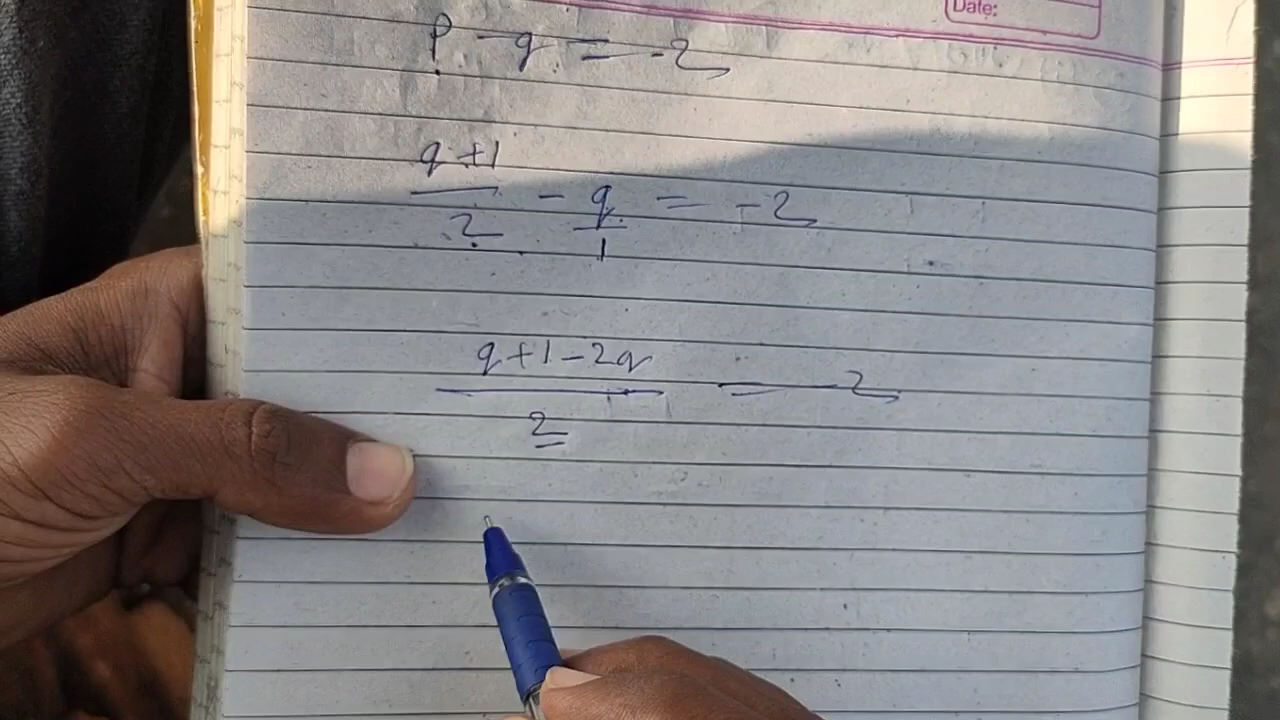 Date:
P - q = -2
q+1/2 - q/1 = -2
q+1-2q/2 = -2